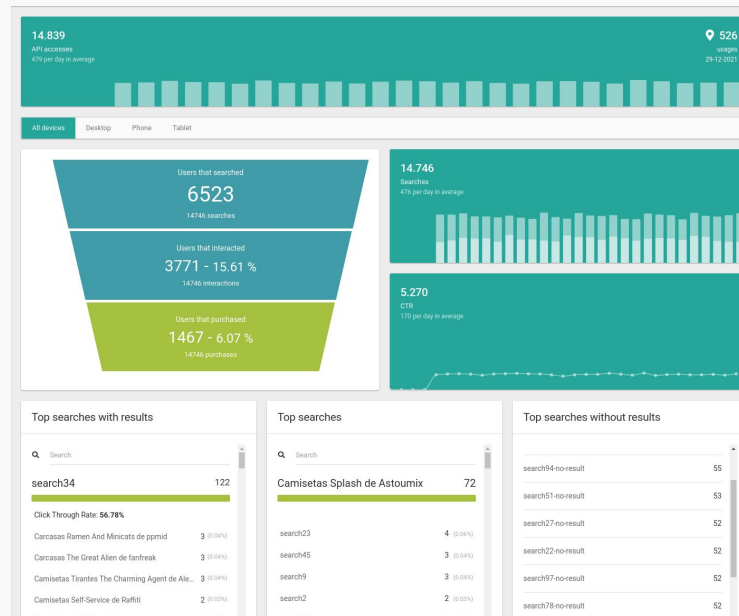 14.839
API accesses
479 per day in average
526
usages
29-12-2021
All devices
Desktop
Phone
Tablet
Users that searched
6523
14746 searches
Users that interacted
3771 - 15.61 %
14746 interactions
Users that purchased
1467 - 6.07 %
14746 purchases
14.746
Searches
476 per day in average
5.270
CTR
170 per day in average
Top searches with results
Search
search34 122
Click Through Rate: 56.78%
Carcasas Ramen And Minicats de ppmid 3 (0.04%)
Carcasas The Great Alien de fanfreak 3 (0.04%)
Camisetas Tirantes The Charming Agent de Ale... 3 (0.04%)
Camisetas Self-Service de Raffiti 2 (0.03%)
Top searches
Search
Camisetas Splash de Astoumix 72
search23 4 (0.06%)
search45 3 (0.04%)
search9 3 (0.04%)
search2 2 (0.03%)
Top searches without results
search94-no-result 55
search51-no-result 53
search27-no-result 52
search22-no-result 52
search97-no-result 52
search78-no-result 52